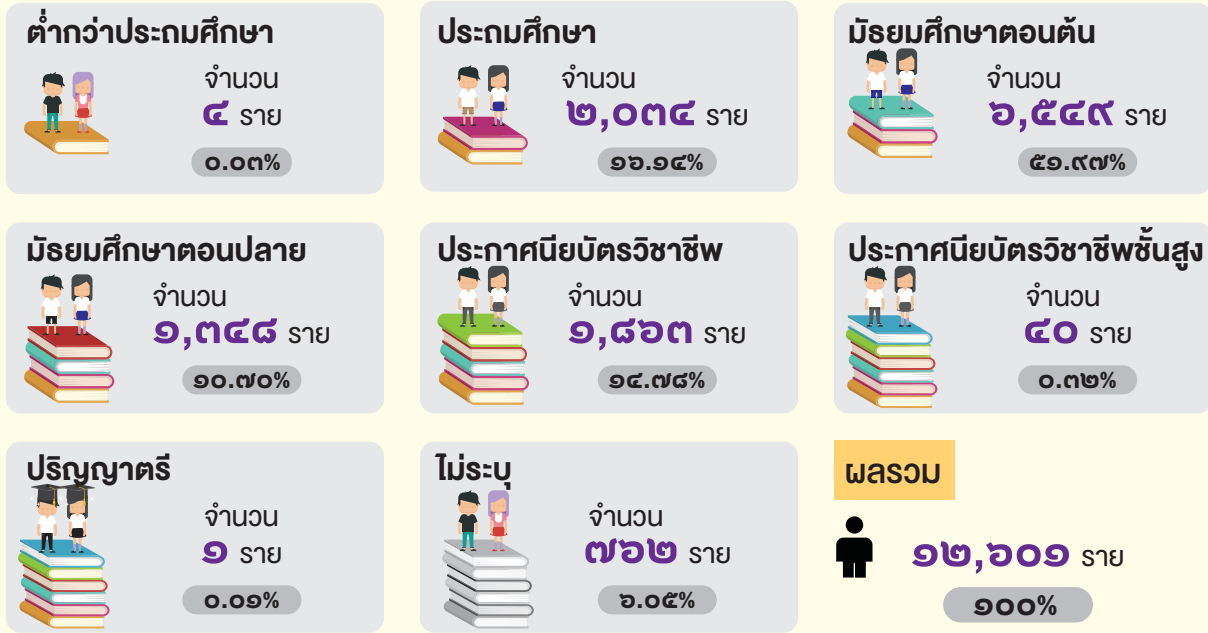 ต่ำกว่าประถมศึกษา
จำนวน
๔ ราย
๐.๐๓%
ประถมศึกษา
จำนวน
๒,๐๓๔ ราย
๑๖.๑๔%
มัธยมศึกษาตอนต้น
จำนวน
๖,๕๔๙ ราย
๕๑.๙๗%
มัธยมศึกษาตอนปลาย
จำนวน
๑,๓๔๘ ราย
๑๐.๗๐%
ประกาศนียบัตรวิชาชีพ
จำนวน
๑,๘๖๓ ราย
๑๔.๗๘%
ประกาศนียบัตรวิชาชีพชั้นสูง
จำนวน
๔๐ ราย
๐.๓๒%
ปริญญาตรี
จำนวน
๑ ราย
๐.๐๑%
ไม่ระบุ
จำนวน
๗๖๒ ราย
๖.๐๕%
ผลรวม
๑๒,๖๐๑ ราย
๑๐๐%